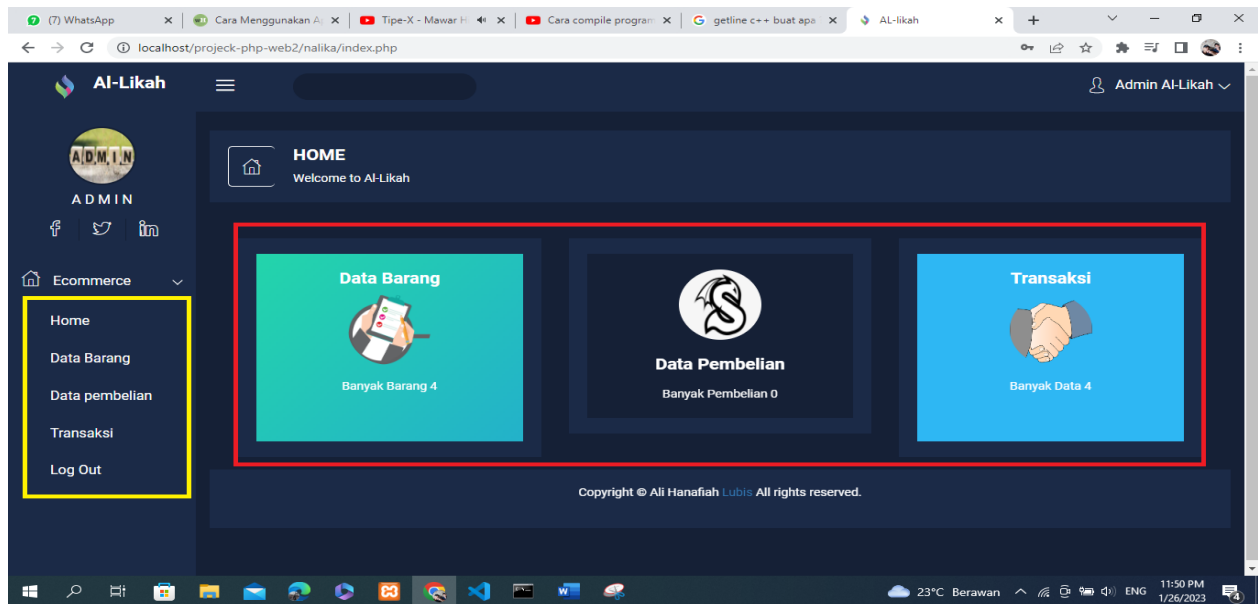 (7) WhatsApp
Cara Menggunakan A
Tipe-X - Mawar H
Cara compile program
getline c++ buat apa
AL-likah
localhost/projeck-php-web2/nalika/index.php
Al-Likah
Admin Al-Likah
ADMIN
HOME
Welcome to Al-Likah
ADMIN
Ecommerce
Home
Data Barang
Data pembelian
Transaksi
Log Out
Data Barang
Banyak Barang 4
Data Pembelian
Banyak Pembelian 0
Transaksi
Banyak Data 4
Copyright © Ali Hanafiah Lubis All rights reserved.
23°C Berawan
ENG
11:50 PM
1/26/2023
4